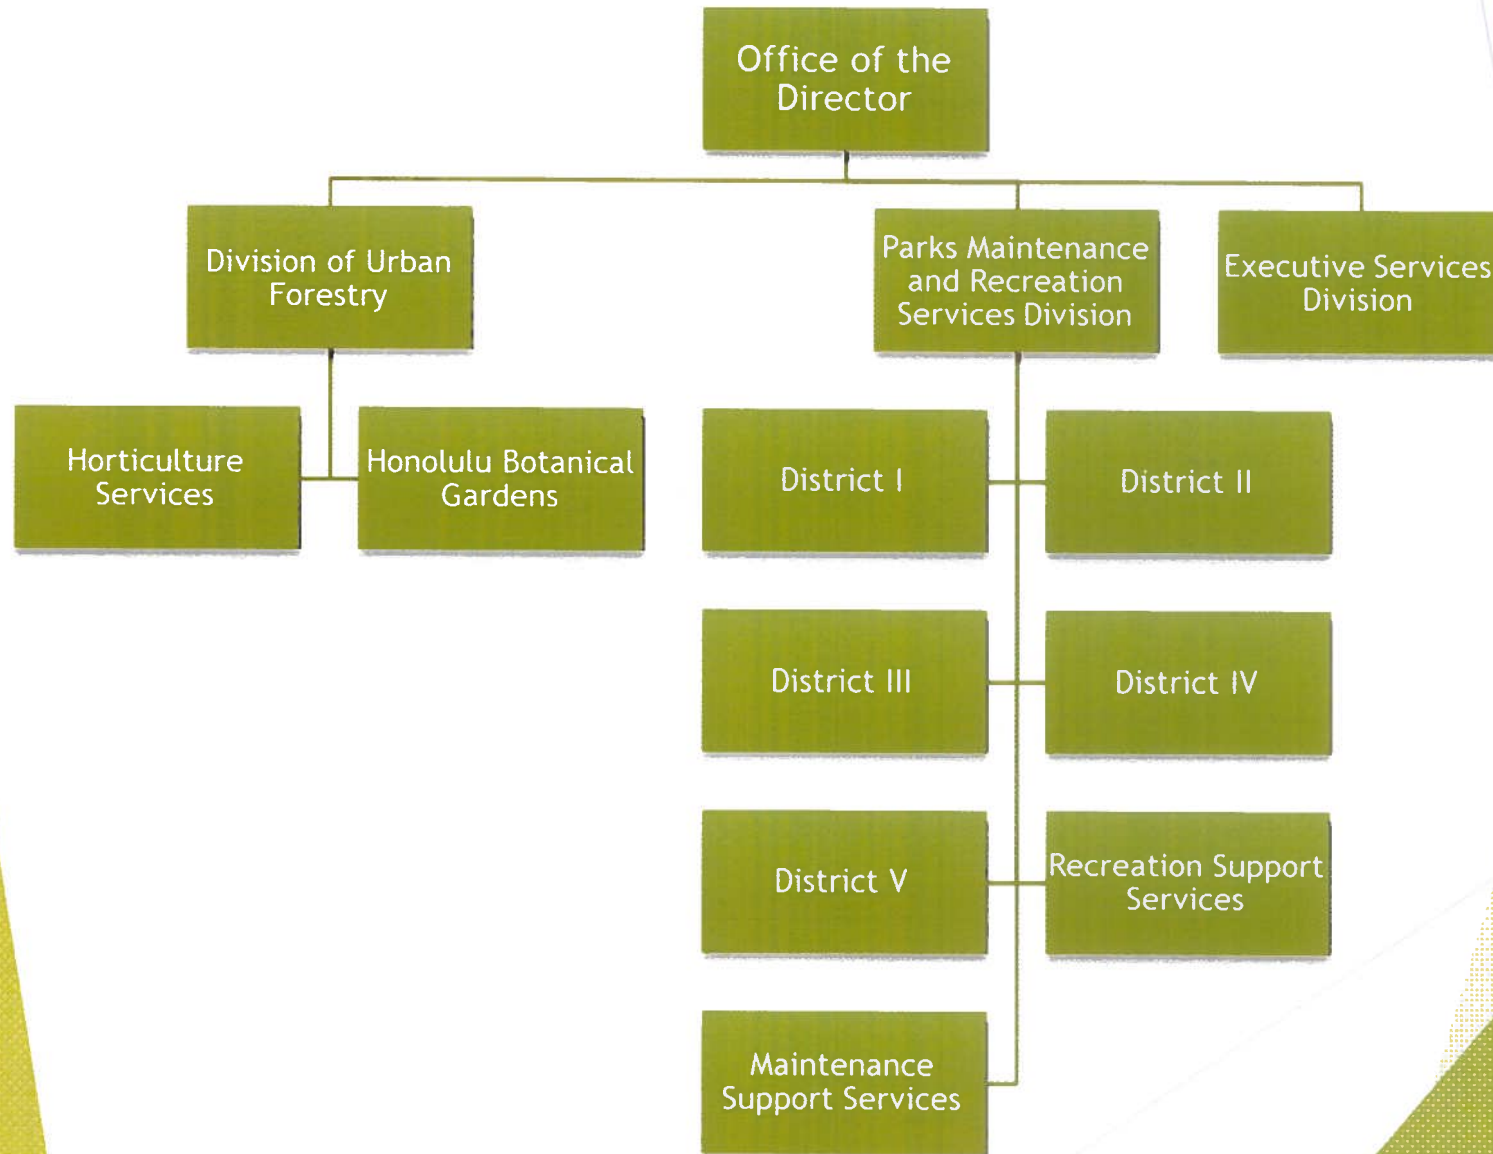 Office of the
Director
Division of Urban
Forestry
Parks Maintenance
and Recreation
Services Division
Executive Services
Division
Horticulture
Services
Honolulu Botanical
Gardens
District I
District II
District III
District IV
District V
Recreation Support
Services
Maintenance
Support Services